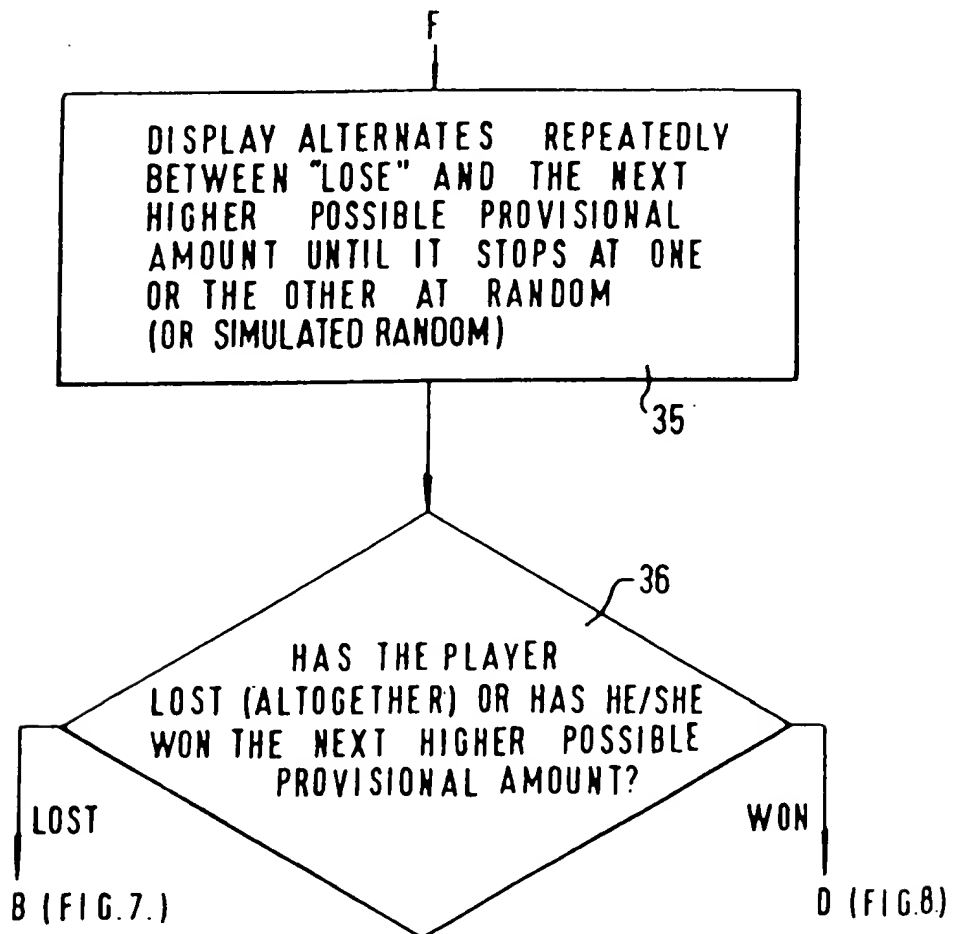 F
DISPLAY ALTERNATES REPEATEDLY
BETWEEN "LOSE" AND THE NEXT
HIGHER POSSIBLE PROVISIONAL
AMOUNT UNTIL IT STOPS AT ONE
OR THE OTHER AT RANDOM
(OR SIMULATED RANDOM)
35
36
HAS THE PLAYER
LOST (ALTOGETHER) OR HAS HE/SHE
WON THE NEXT HIGHER POSSIBLE
PROVISIONAL AMOUNT?
LOST
WON
B (FIG.7.)
D (FIG.8.)